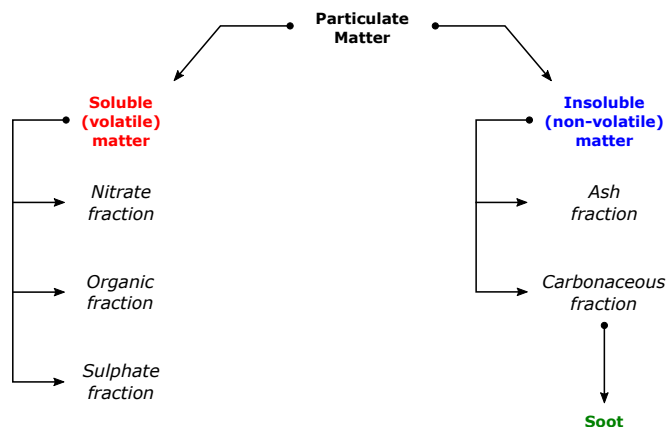 Particulate
Matter
Soluble
(volatile)
matter
Nitrate
fraction
Organic
fraction
Sulphate
fraction
Insoluble
(non-volatile)
matter
Ash
fraction
Carbonaceous
fraction
Soot